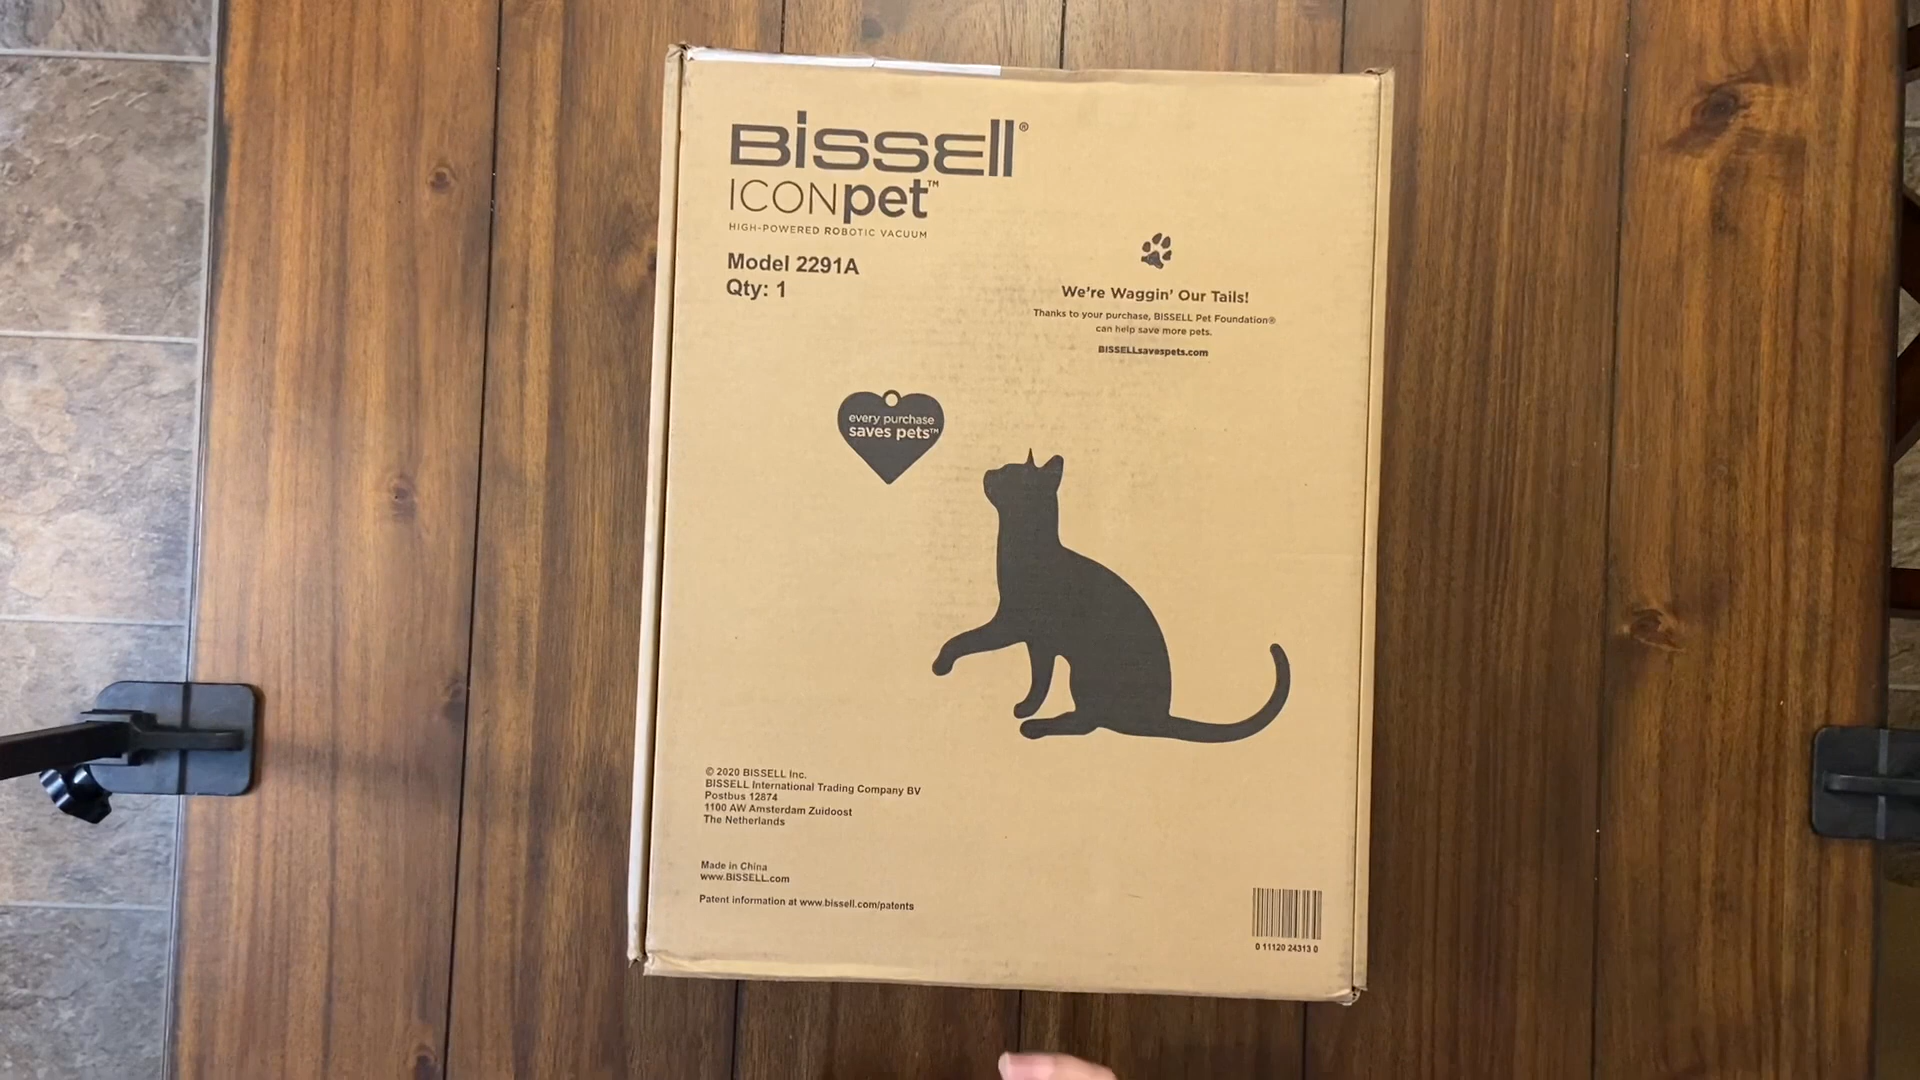 BISSELL®
ICONpet™
HIGH-POWERED ROBOTIC VACUUM
Model 2291A
Qty: 1
We're Waggin' Our Tails!
Thanks to your purchase, BISSELL Pet Foundation®
can help save more pets.
BISSELLsavespets.com
every purchase
saves pets™
© 2020 BISSELL Inc.
BISSELL International Trading Company BV
Postbus 12874
1100 AW Amsterdam Zuidoost
The Netherlands
Made in China
www.BISSELL.com
Patent information at www.bissell.com/patents
0 11120 24313 0